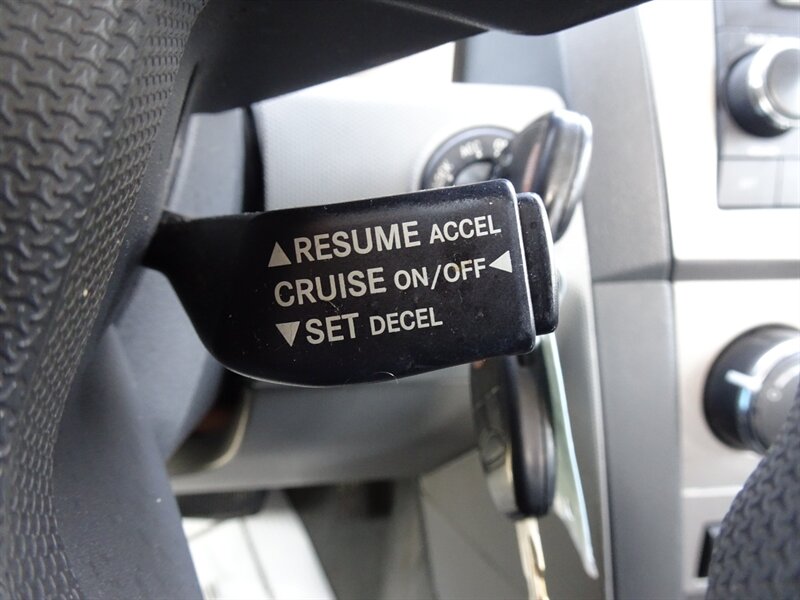 ▲RESUME ACCEL
CRUISE ON/OFF◀
▼SET DECEL